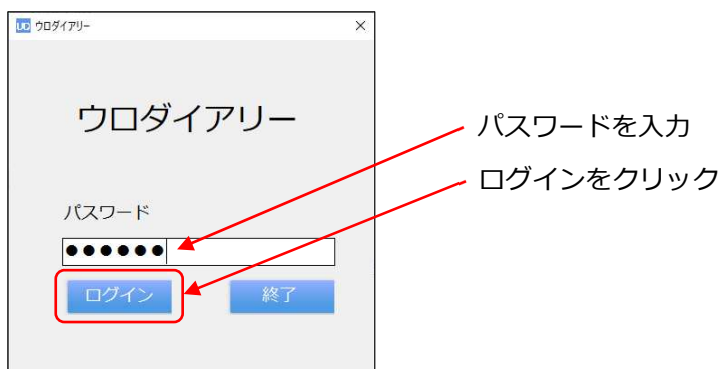 UD ウロダイアリー ×
ウロダイアリー
パスワードを入力
ログインをクリック
パスワード
●●●●●●
ログイン 終了